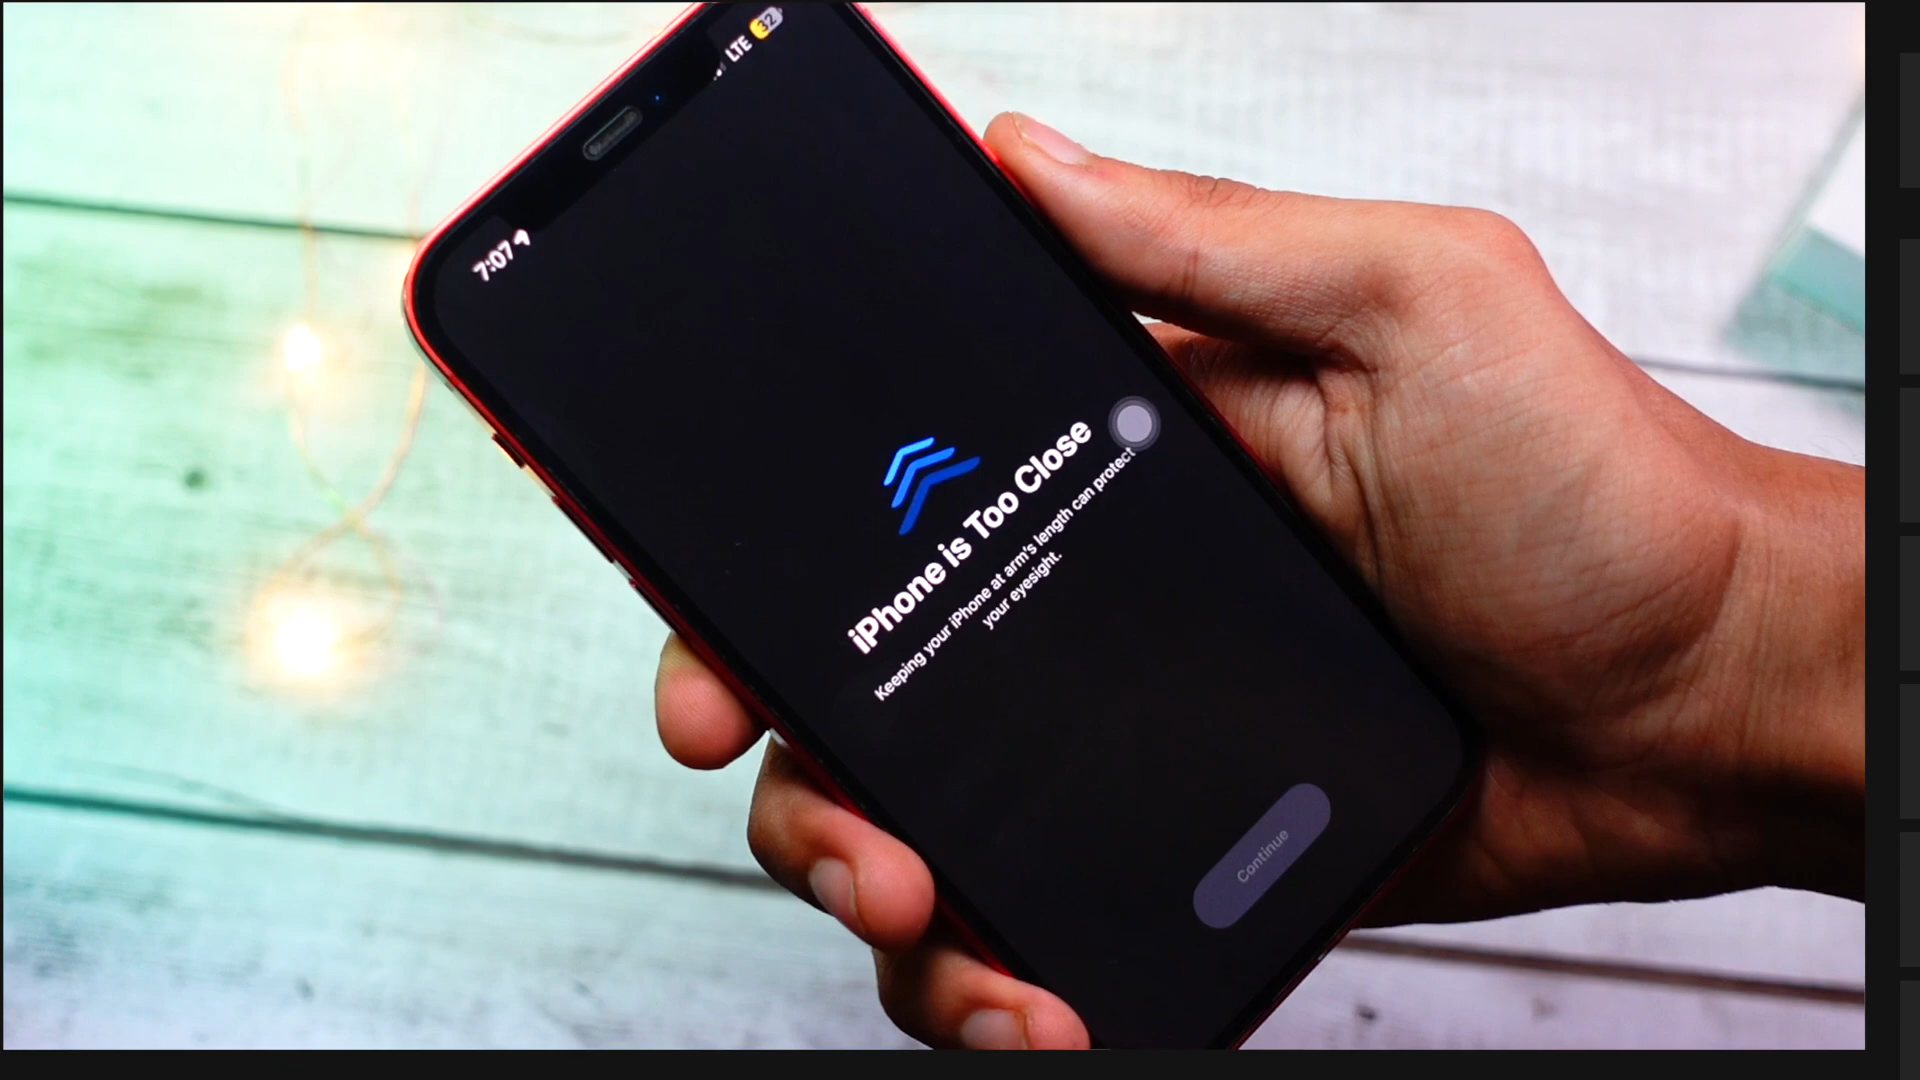 7:07
LTE 32
iPhone is Too Close
Keeping your iPhone at arm's length can protect
your eyesight.
Continue